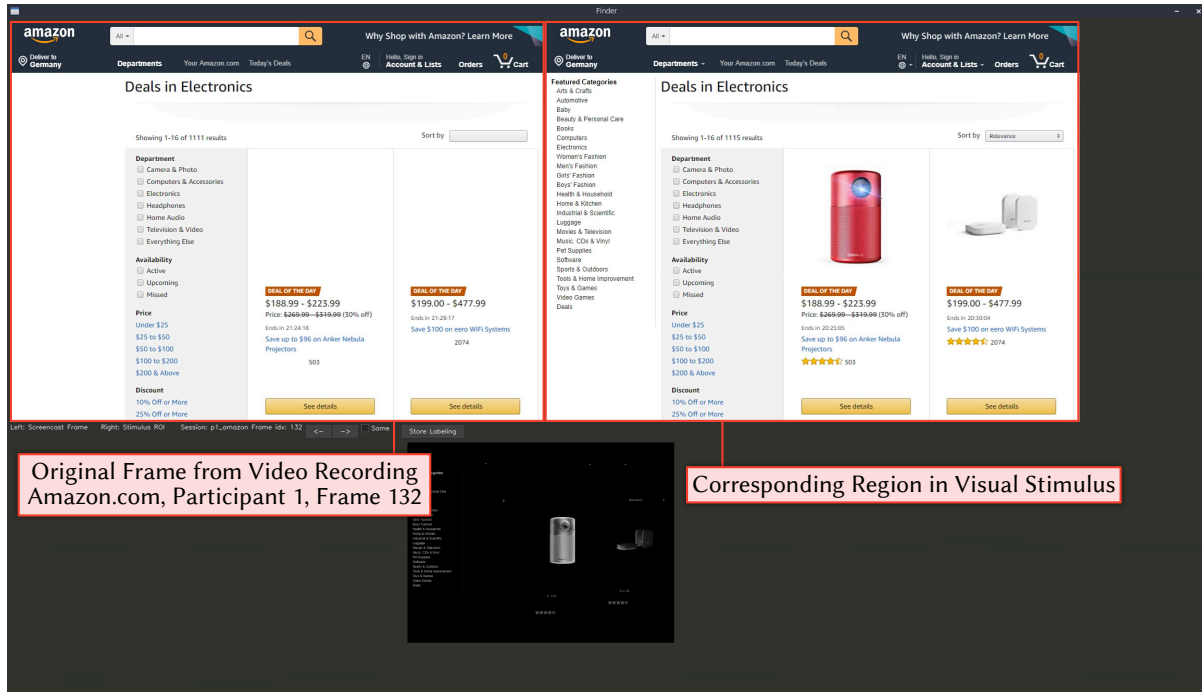 Finder
amazon
All
Why Shop with Amazon? Learn More
Deliver to
Germany
Departments Your Amazon.com Today's Deals
EN
Hello, Sign in
Account & Lists Orders
0
Cart
Deals in Electronics
Showing 1-16 of 1111 results
Sort by
Department
Camera & Photo
Computers & Accessories
Electronics
Headphones
Home Audio
Television & Video
Everything Else
Availability
Active
Upcoming
Missed
Price
Under $25
$25 to $50
$50 to $100
$100 to $200
$200 & Above
Discount
10% Off or More
25% Off or More
DEAL OF THE DAY
$188.99 - $223.99
Price: $269.99 - $319.99 (30% off)
Ends in 21:24:18
Save up to $96 on Anker Nebula
Projectors
503
See details
DEAL OF THE DAY
$199.00 - $477.99
Ends in 21:29:17
Save $100 on eero WiFi Systems
2074
See details
amazon
All
Why Shop with Amazon? Learn More
Deliver to
Germany
Departments Your Amazon.com Today's Deals
EN
Hello, Sign in
Account & Lists Orders
0
Cart
Featured Categories
Arts & Crafts
Automotive
Baby
Beauty & Personal Care
Books
Computers
Electronics
Women's Fashion
Men's Fashion
Girls' Fashion
Boys' Fashion
Health & Household
Home & Kitchen
Industrial & Scientific
Luggage
Movies & Television
Music, CDs & Vinyl
Pet Supplies
Software
Sports & Outdoors
Tools & Home Improvement
Toys & Games
Video Games
Deals
Deals in Electronics
Showing 1-16 of 1115 results
Sort by Relevance
Department
Camera & Photo
Computers & Accessories
Electronics
Headphones
Home Audio
Television & Video
Everything Else
Availability
Active
Upcoming
Missed
Price
Under $25
$25 to $50
$50 to $100
$100 to $200
$200 & Above
Discount
10% Off or More
25% Off or More
DEAL OF THE DAY
$188.99 - $223.99
Price: $269.99 - $319.99 (30% off)
Ends in 20:25:05
Save up to $96 on Anker Nebula
Projectors
503
See details
DEAL OF THE DAY
$199.00 - $477.99
Ends in 20:30:04
Save $100 on eero WiFi Systems
2074
See details
Left: Screencast Frame Right: Stimulus ROI Session: p1_amazon Frame idx: 132 <- -> Same Store Labeling
Original Frame from Video Recording
Amazon.com, Participant 1, Frame 132
Corresponding Region in Visual Stimulus